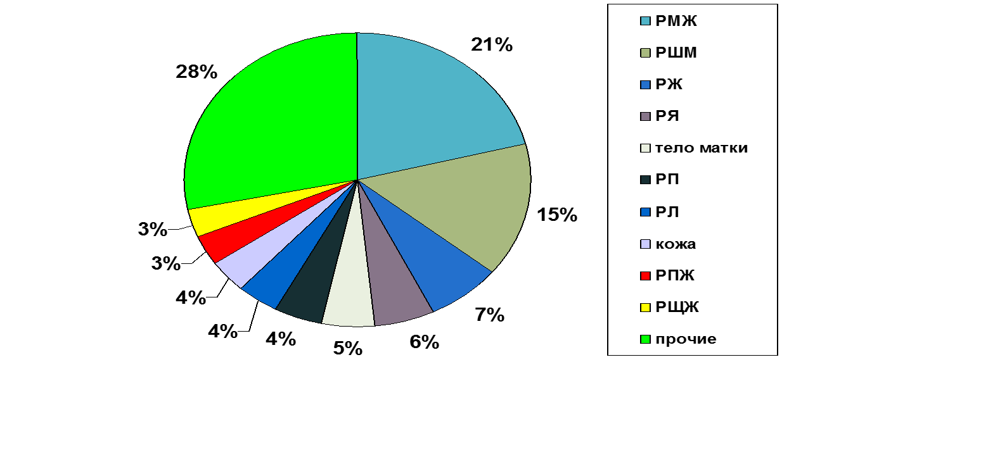 21%
28%
15%
3%
3%
4%
4%
4%
5%
6%
7%
РМЖ
РШМ
РЖ
РЯ
тело матки
РП
РЛ
кожа
РПЖ
РЩЖ
прочие